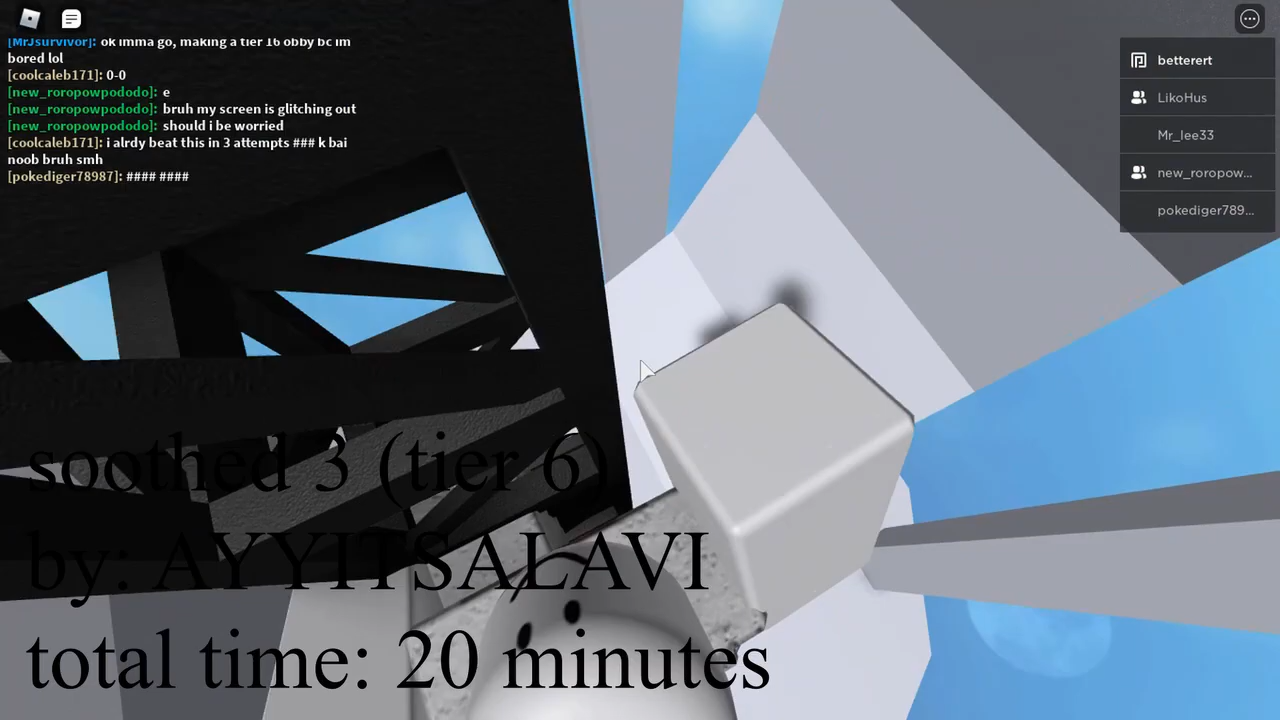 [MrJsurvivor]: ok imma go, making a tier 16 obby bc im
bored lol
[coolcaleb171]: 0-0
[new_roropowpododo]: e
[new_roropowpododo]: bruh my screen is glitching out
[new_roropowpododo]: should i be worried
[coolcaleb171]: i alrdy beat this in 3 attempts ### k bai
noob bruh smh
[pokediger78987]: #### ####
betterert
LikoHus
Mr_lee33
new_roropow...
pokediger789...
soothed 3 (tier 6)
by: AYYITSALAVI
total time: 20 minutes